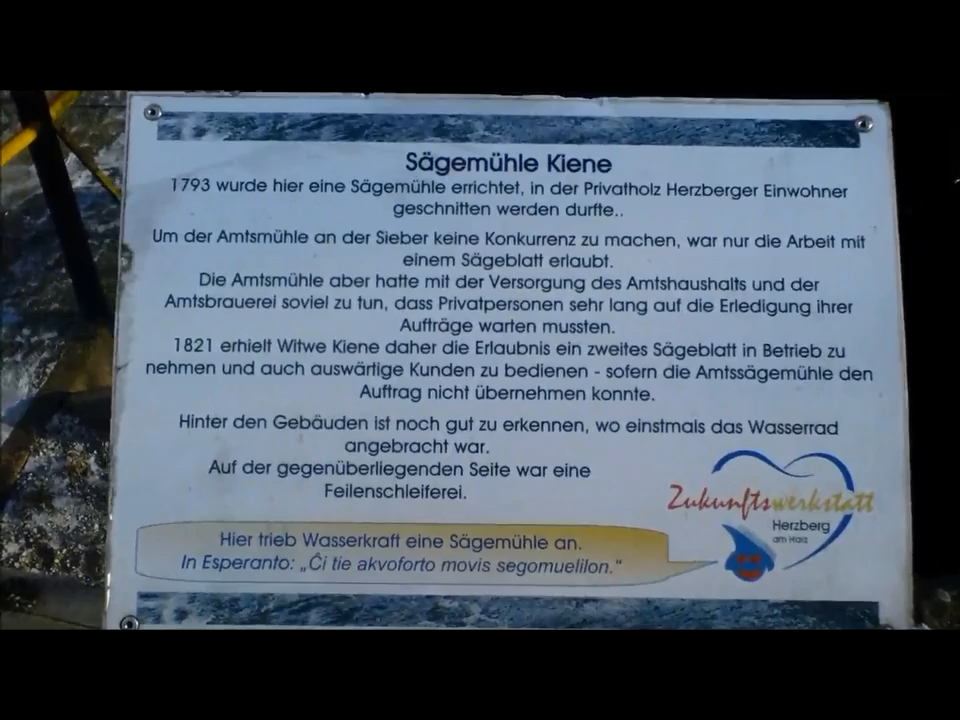 Sägemühle Kiene
1793 wurde hier eine Sägemühle errichtet, in der Privatholz Herzberger Einwohner
geschnitten werden durfte..
Um der Amtsmühle an der Sieber keine Konkurrenz zu machen, war nur die Arbeit mit
einem Sägeblatt erlaubt.
Die Amtsmühle aber hatte mit der Versorgung des Amtshaushalts und der
Amtsbrauerei soviel zu tun, dass Privatpersonen sehr lang auf die Erledigung ihrer
Aufträge warten mussten.
1821 erhielt Witwe Kiene daher die Erlaubnis ein zweites Sägeblatt in Betrieb zu
nehmen und auch auswärtige Kunden zu bedienen - sofern die Amtssägemühle den
Auftrag nicht übernehmen konnte.
Hinter den Gebäuden ist noch gut zu erkennen, wo einstmals das Wasserrad
angebracht war.
Auf der gegenüberliegenden Seite war eine
Feilenschleiferei.
Zukunftswerkstatt
Herzberg
am Harz
Hier trieb Wasserkraft eine Sägemühle an.
In Esperanto: „Ĉi tie akvoforto movis segomuelilon.“